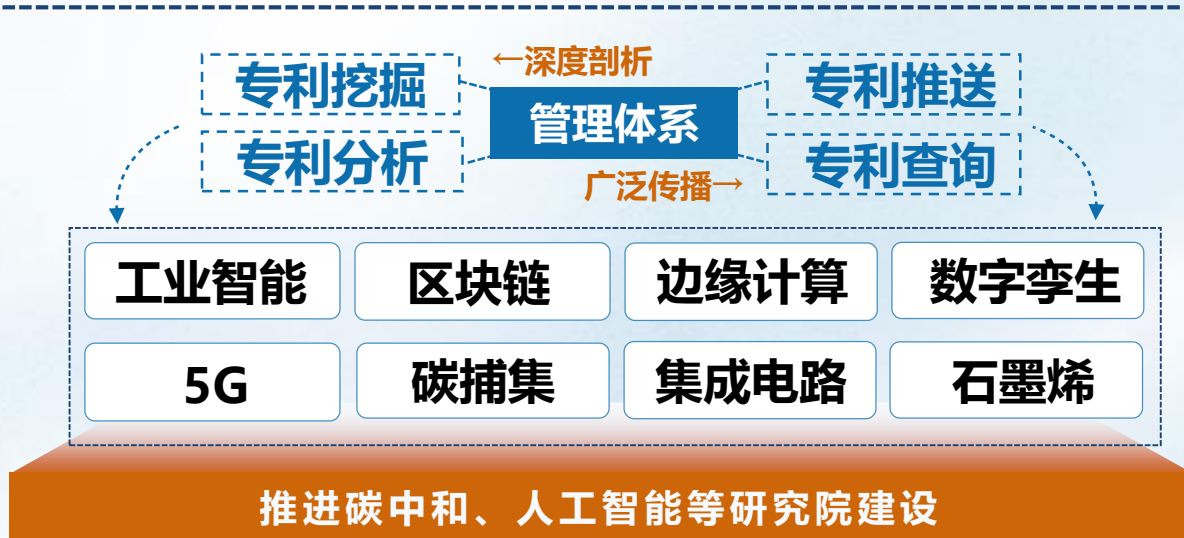 ←深度剖析
专利挖掘
专利推送
管理体系
专利分析
专利查询
广泛传播→
工业智能
区块链
边缘计算
数字孪生
5G
碳捕集
集成电路
石墨烯
推进碳中和、人工智能等研究院建设